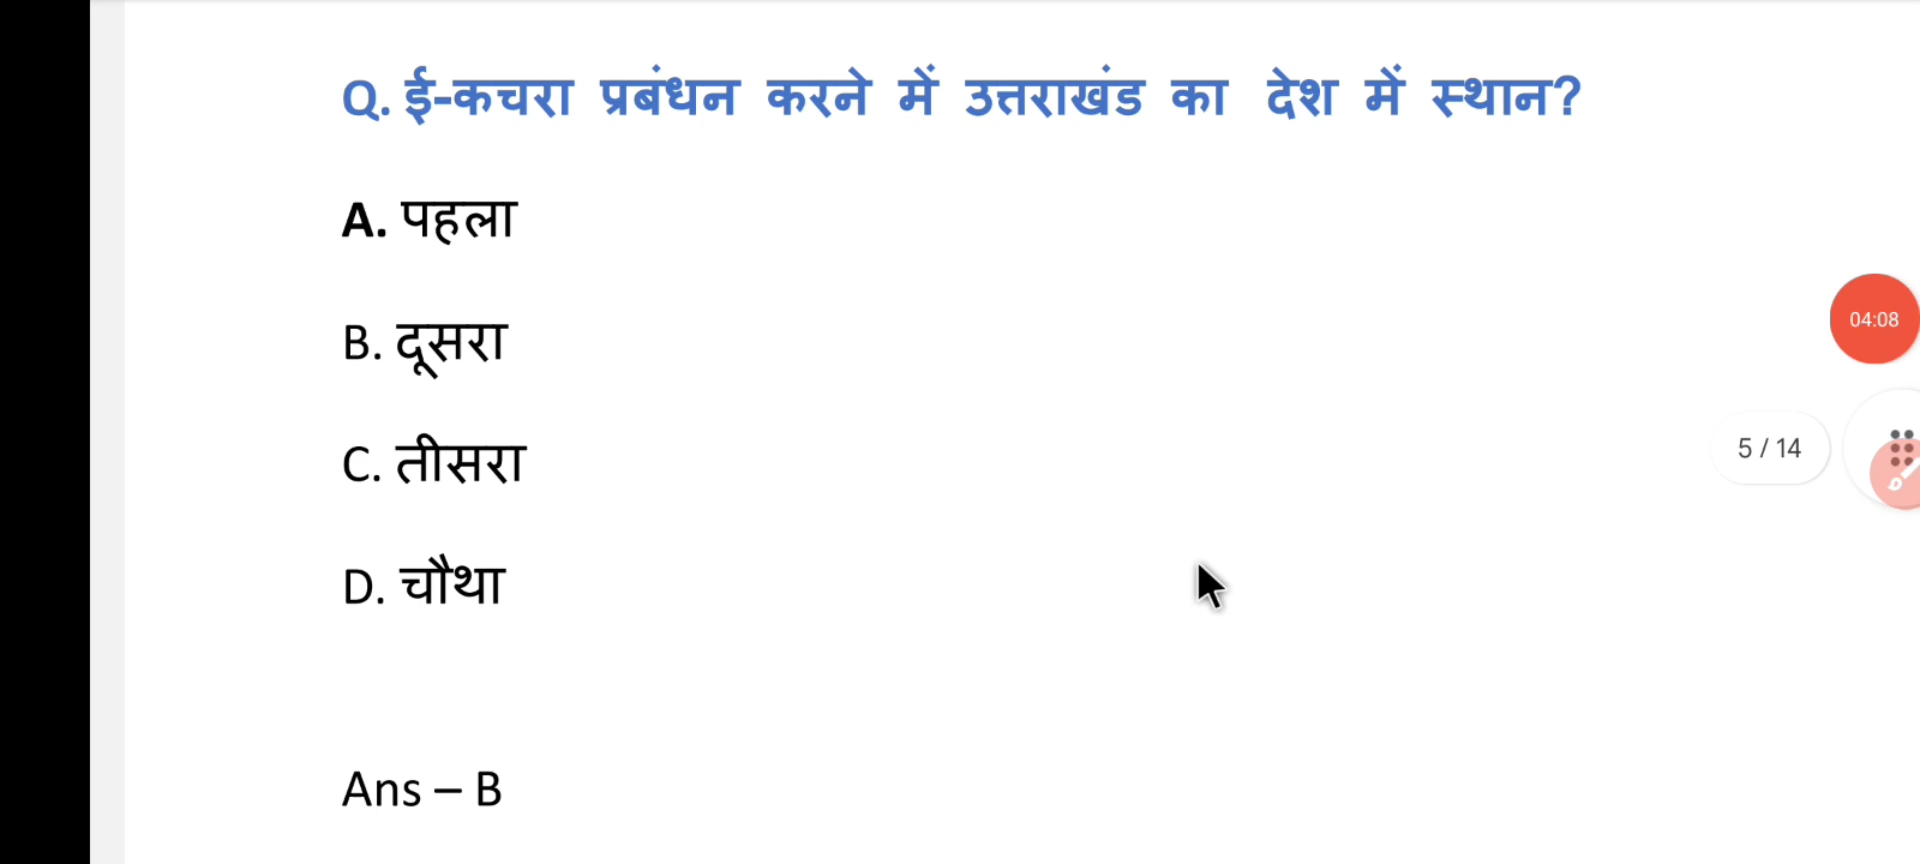 Q. ई-कचरा प्रबंधन करने में उत्तराखंड का देश में स्थान?
A. पहला
B. दूसरा
04:08
5 / 14
C. तीसरा
D. चौथा
Ans – B